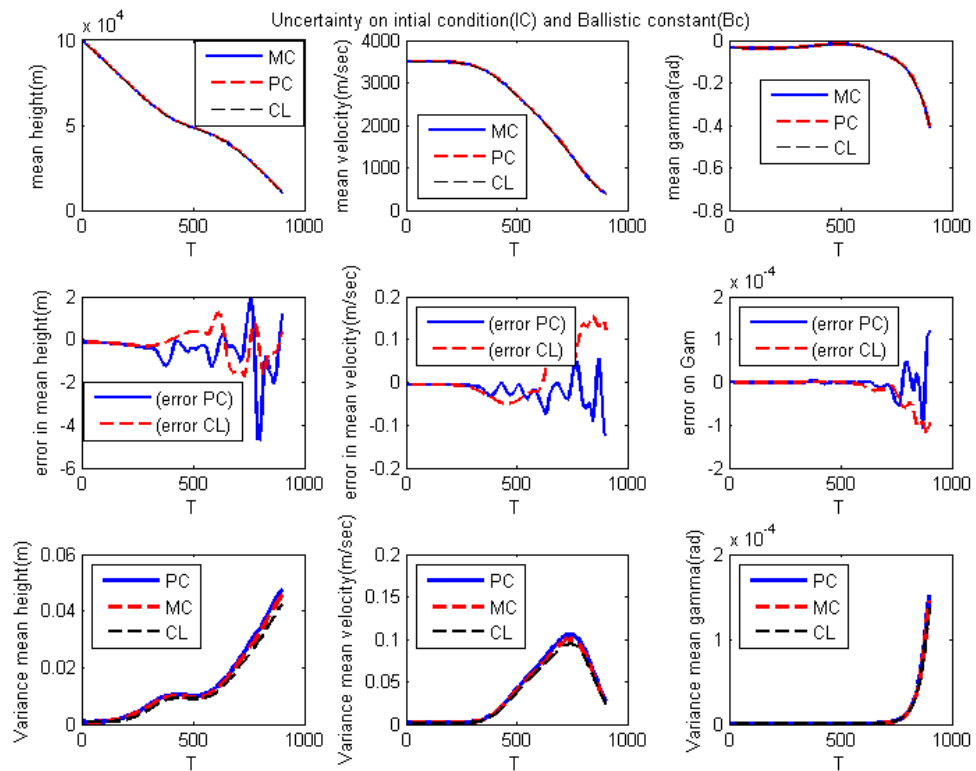 Uncertainty on intial condition(IC) and Ballistic constant(Bc)
x 10^4
10
5
0
0 500 1000
T
mean height(m)
MC
PC
CL
4000
3000
2000
1000
0
0 500 1000
T
mean velocity(m/sec)
MC
PC
CL
0
-0.2
-0.4
-0.6
-0.8
0 500 1000
T
mean gamma(rad)
MC
PC
CL
2
0
-2
-4
-6
0 500 1000
T
error in mean height(m)
(error PC)
(error CL)
0.2
0.1
0
-0.1
-0.2
0 500 1000
T
error in mean velocity(m/sec)
(error PC)
(error CL)
x 10^-4
2
1
0
-1
-2
0 500 1000
T
error on Gam
(error PC)
(error CL)
0.06
0.04
0.02
0
0 500 1000
T
Variance mean height(m)
PC
MC
CL
0.2
0.15
0.1
0.05
0
0 500 1000
T
Variance mean velocity(m/sec)
PC
MC
CL
x 10^-4
2
1
0
0 500 1000
T
Variance mean gamma(rad)
PC
MC
CL